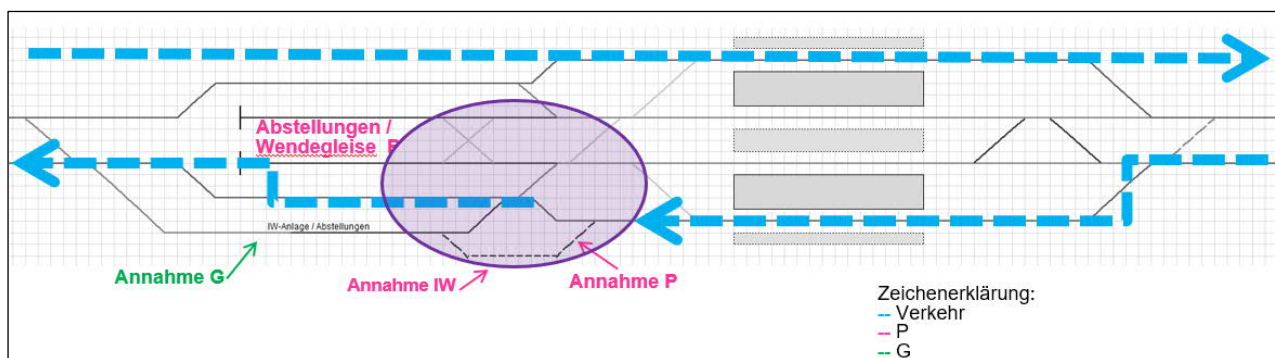 Abstellungen /
Wendegleise P
IW-Anlage / Abstellungen
Annahme G
Annahme IW
Annahme P
Zeichenerklärung:
-- Verkehr
-- P
-- G